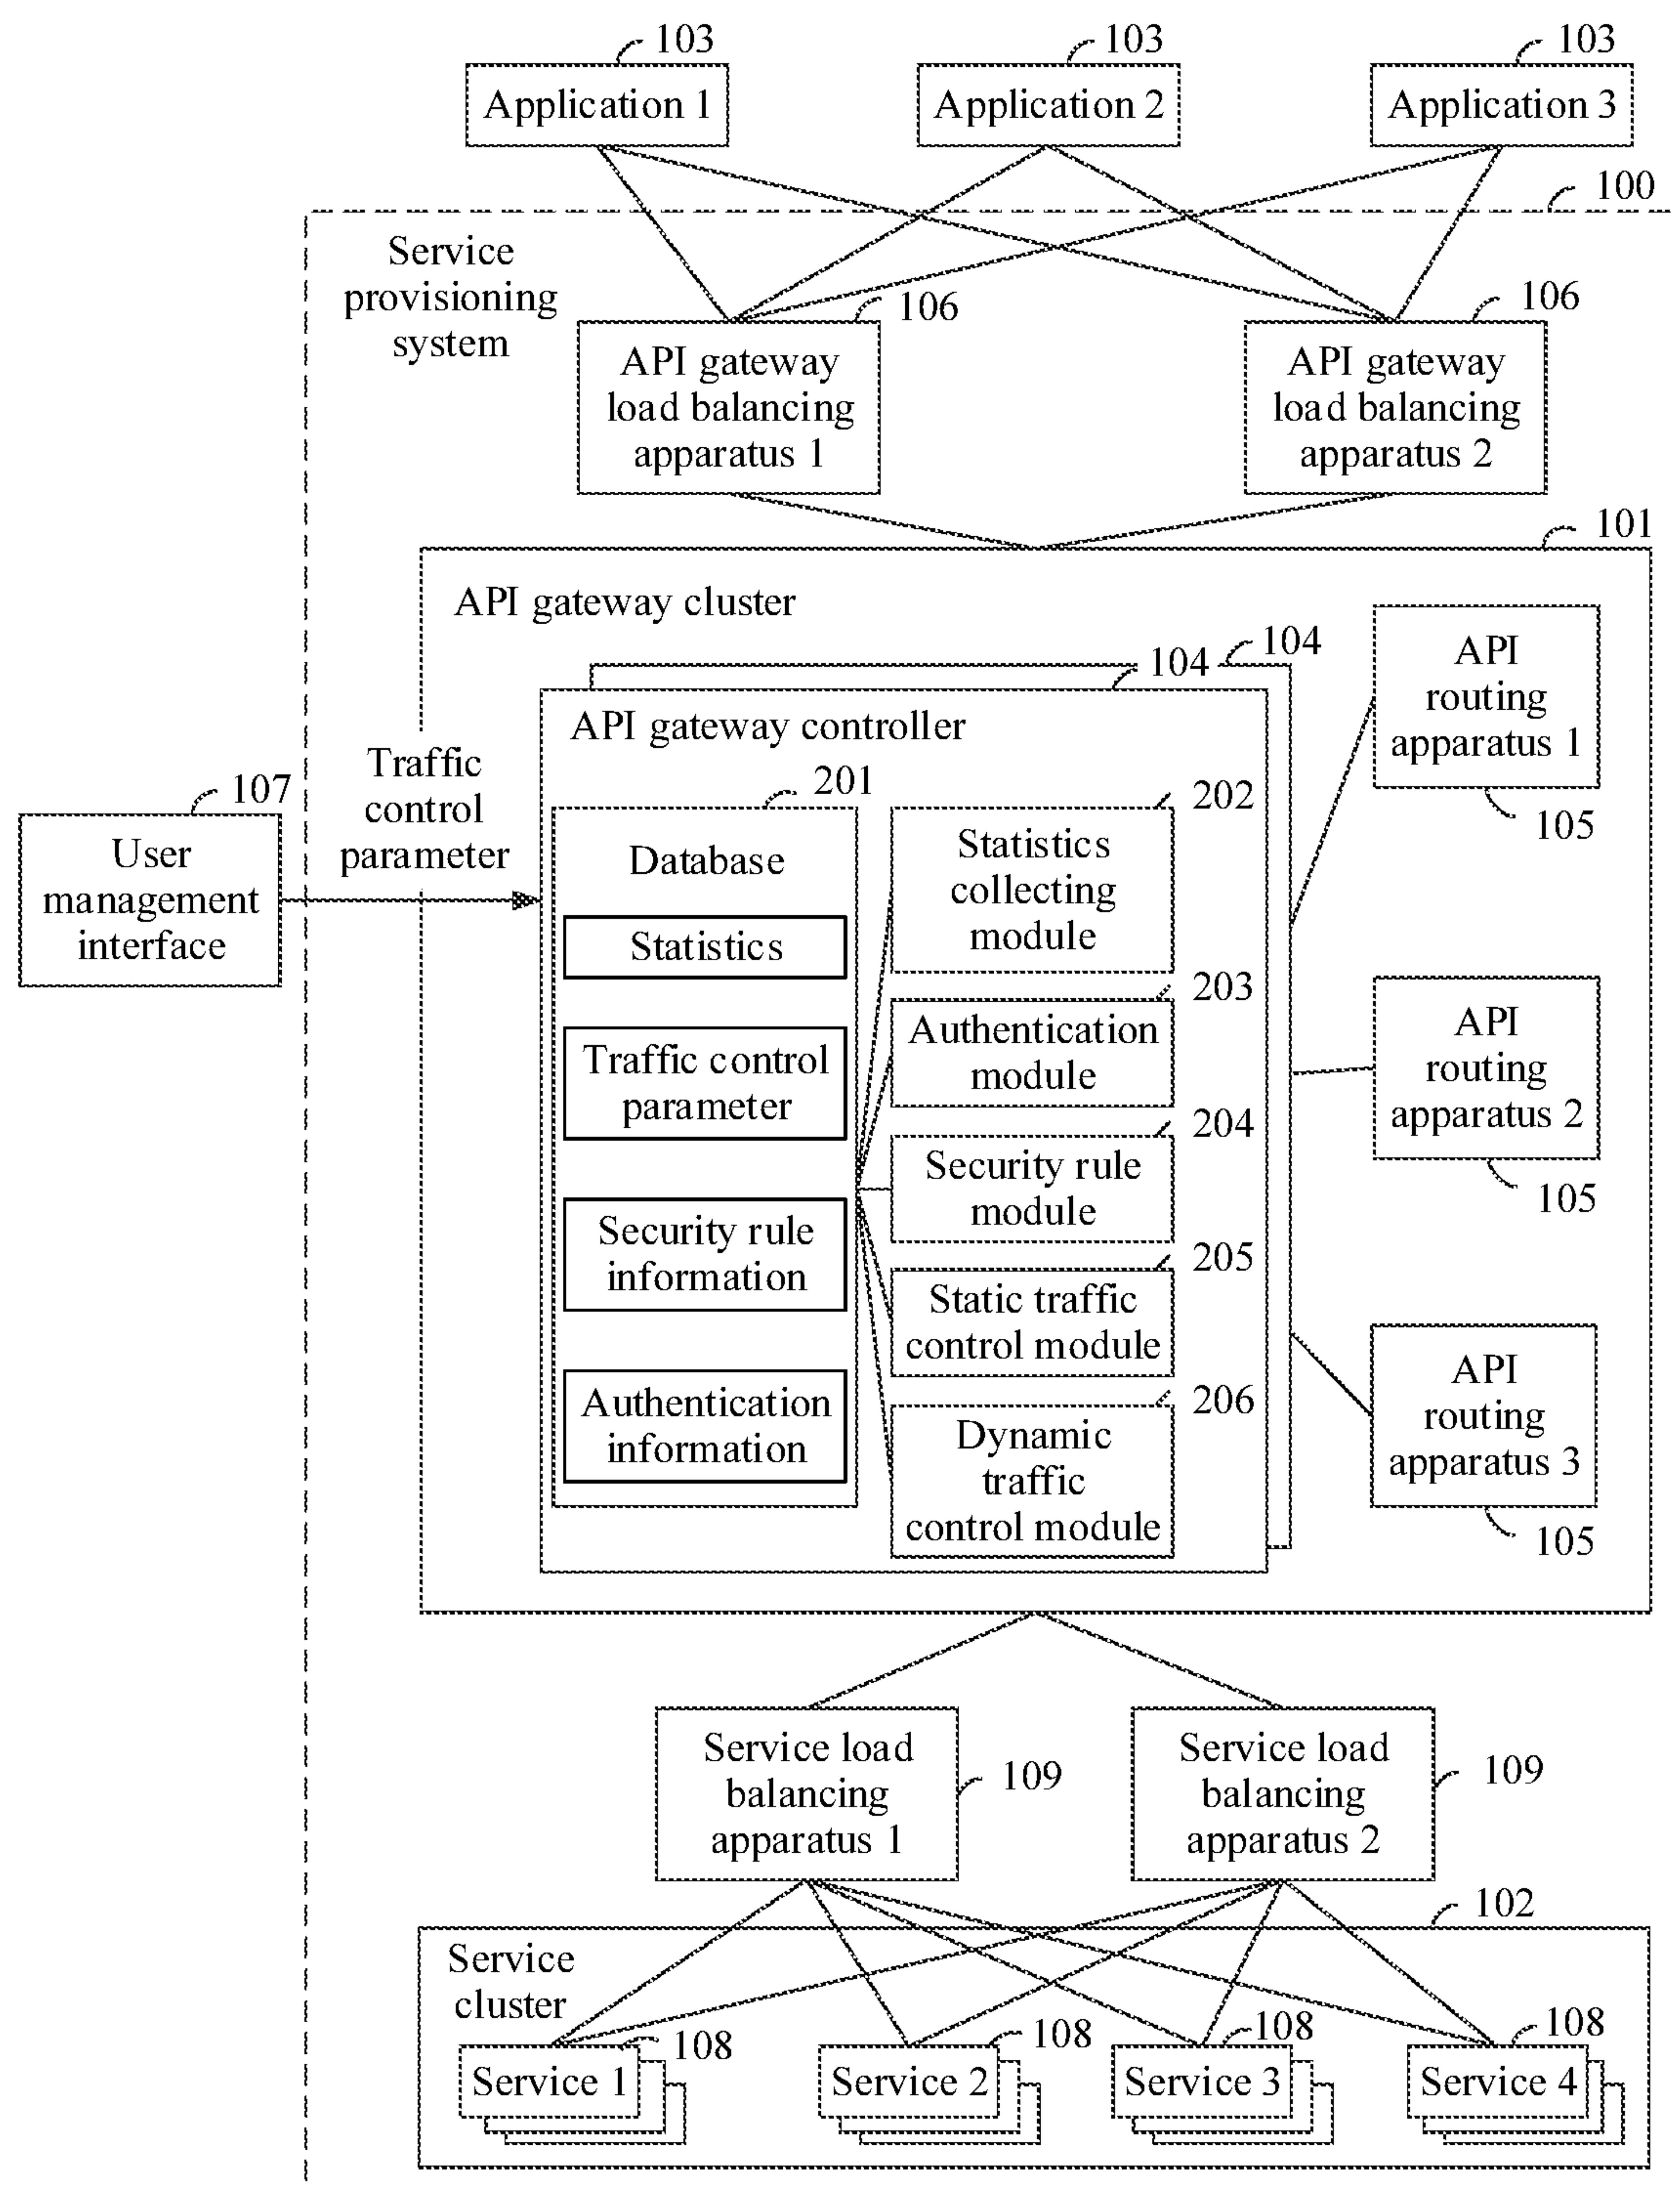 103
103
103
Application 1
Application 2
Application 3
100
Service
provisioning
system
106
106
API gateway
load balancing
apparatus 1
API gateway
load balancing
apparatus 2
101
API gateway cluster
104
104
API gateway controller
API
routing
apparatus 1
105
Traffic
control
parameter
107
User
management
interface
201
Database
Statistics
Traffic control
parameter
Security rule
information
Authentication
information
202
Statistics
collecting
module
203
Authentication
module
204
Security rule
module
205
Static traffic
control module
206
Dynamic
traffic
control module
API
routing
apparatus 2
105
API
routing
apparatus 3
105
Service load
balancing
apparatus 1
109
Service load
balancing
apparatus 2
109
102
Service
cluster
108
108
108
108
Service 1
Service 2
Service 3
Service 4